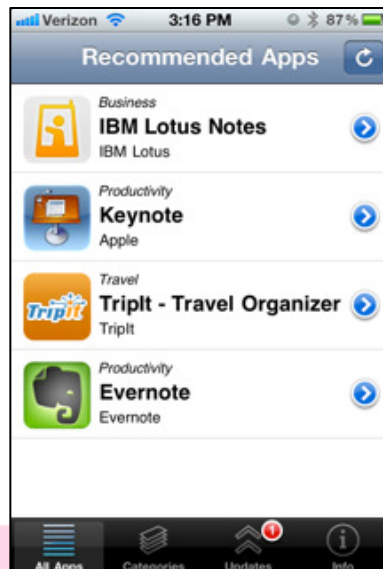 Verizon 3:16 PM 87%
Recommended Apps
Business
IBM Lotus Notes
IBM Lotus
Productivity
Keynote
Apple
Travel
TripIt
TripIt - Travel Organizer
TripIt
Productivity
Evernote
Evernote
1
All Apps Categories Updates Info